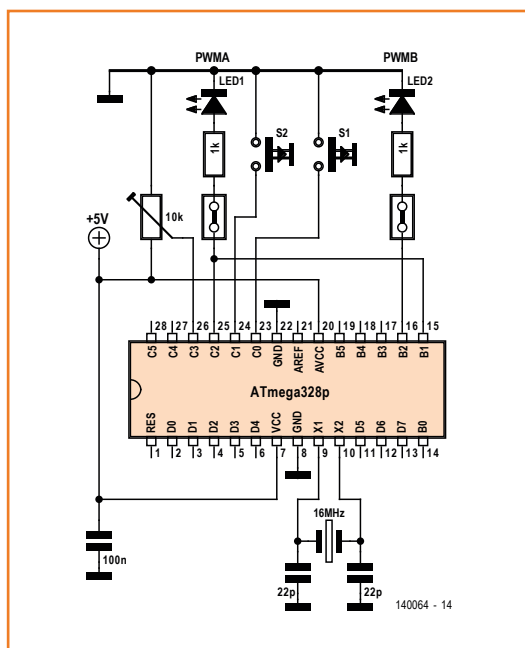 PWMA PWMB
LED1 LED2
S2 S1
1k 1k
10k
+5V
28 27 26 25 24 23 22 21 20 19 18 17 16 15
C5 C4 C3 C2 C1 C0 GND AREF AVCC B5 B4 B3 B2 B1
ATmega328p
RES D0 D1 D2 D3 D4 VCC GND X1 X2 D5 D6 D7 B0
1 2 3 4 5 6 7 8 9 10 11 12 13 14
16MHz
100n
22p 22p
140064 - 14